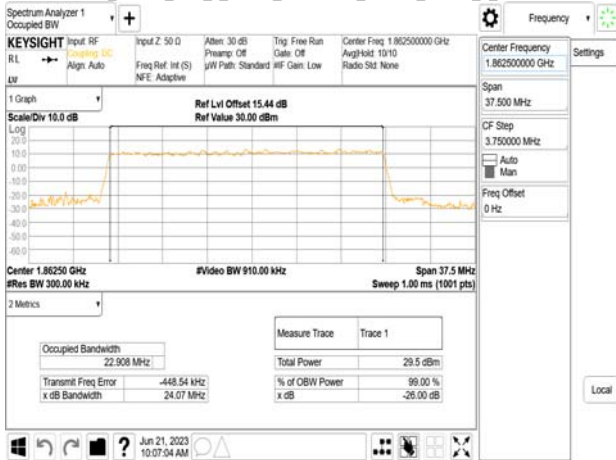 Spectrum Analyzer 1
Occupied BW
+
Frequency
KEYSIGHT
RL
Input: RF
Coupling: DC
Align: Auto
Input Z: 50 Ω
Freq Ref: Int (S)
NFE: Adaptive
Atten: 30 dB
Preamp: Off
µW Path: Standard
Trig: Free Run
Gate: Off
#IF Gain: Low
Center Freq: 1.862500000 GHz
Avg|Hold: 10/10
Radio Std: None
Center Frequency
1.862500000 GHz
Settings
Span
37.500 MHz
CF Step
3.750000 MHz
Auto
Man
Freq Offset
0 Hz
Local
1 Graph
Scale/Div 10.0 dB
Ref Lvl Offset 15.44 dB
Ref Value 30.00 dBm
Log
20.0
10.0
0.00
-10.0
-20.0
-30.0
-40.0
-50.0
-60.0
Center 1.86250 GHz
#Video BW 910.00 kHz
Span 37.5 MHz
#Res BW 300.00 kHz
Sweep 1.00 ms (1001 pts)
2 Metrics
Measure Trace Trace 1
Occupied Bandwidth
22.908 MHz
Total Power 29.5 dBm
Transmit Freq Error -448.54 kHz
% of OBW Power 99.00 %
x dB Bandwidth 24.07 MHz
x dB -26.00 dB
?
Jun 21, 2023
10:07:04 AM